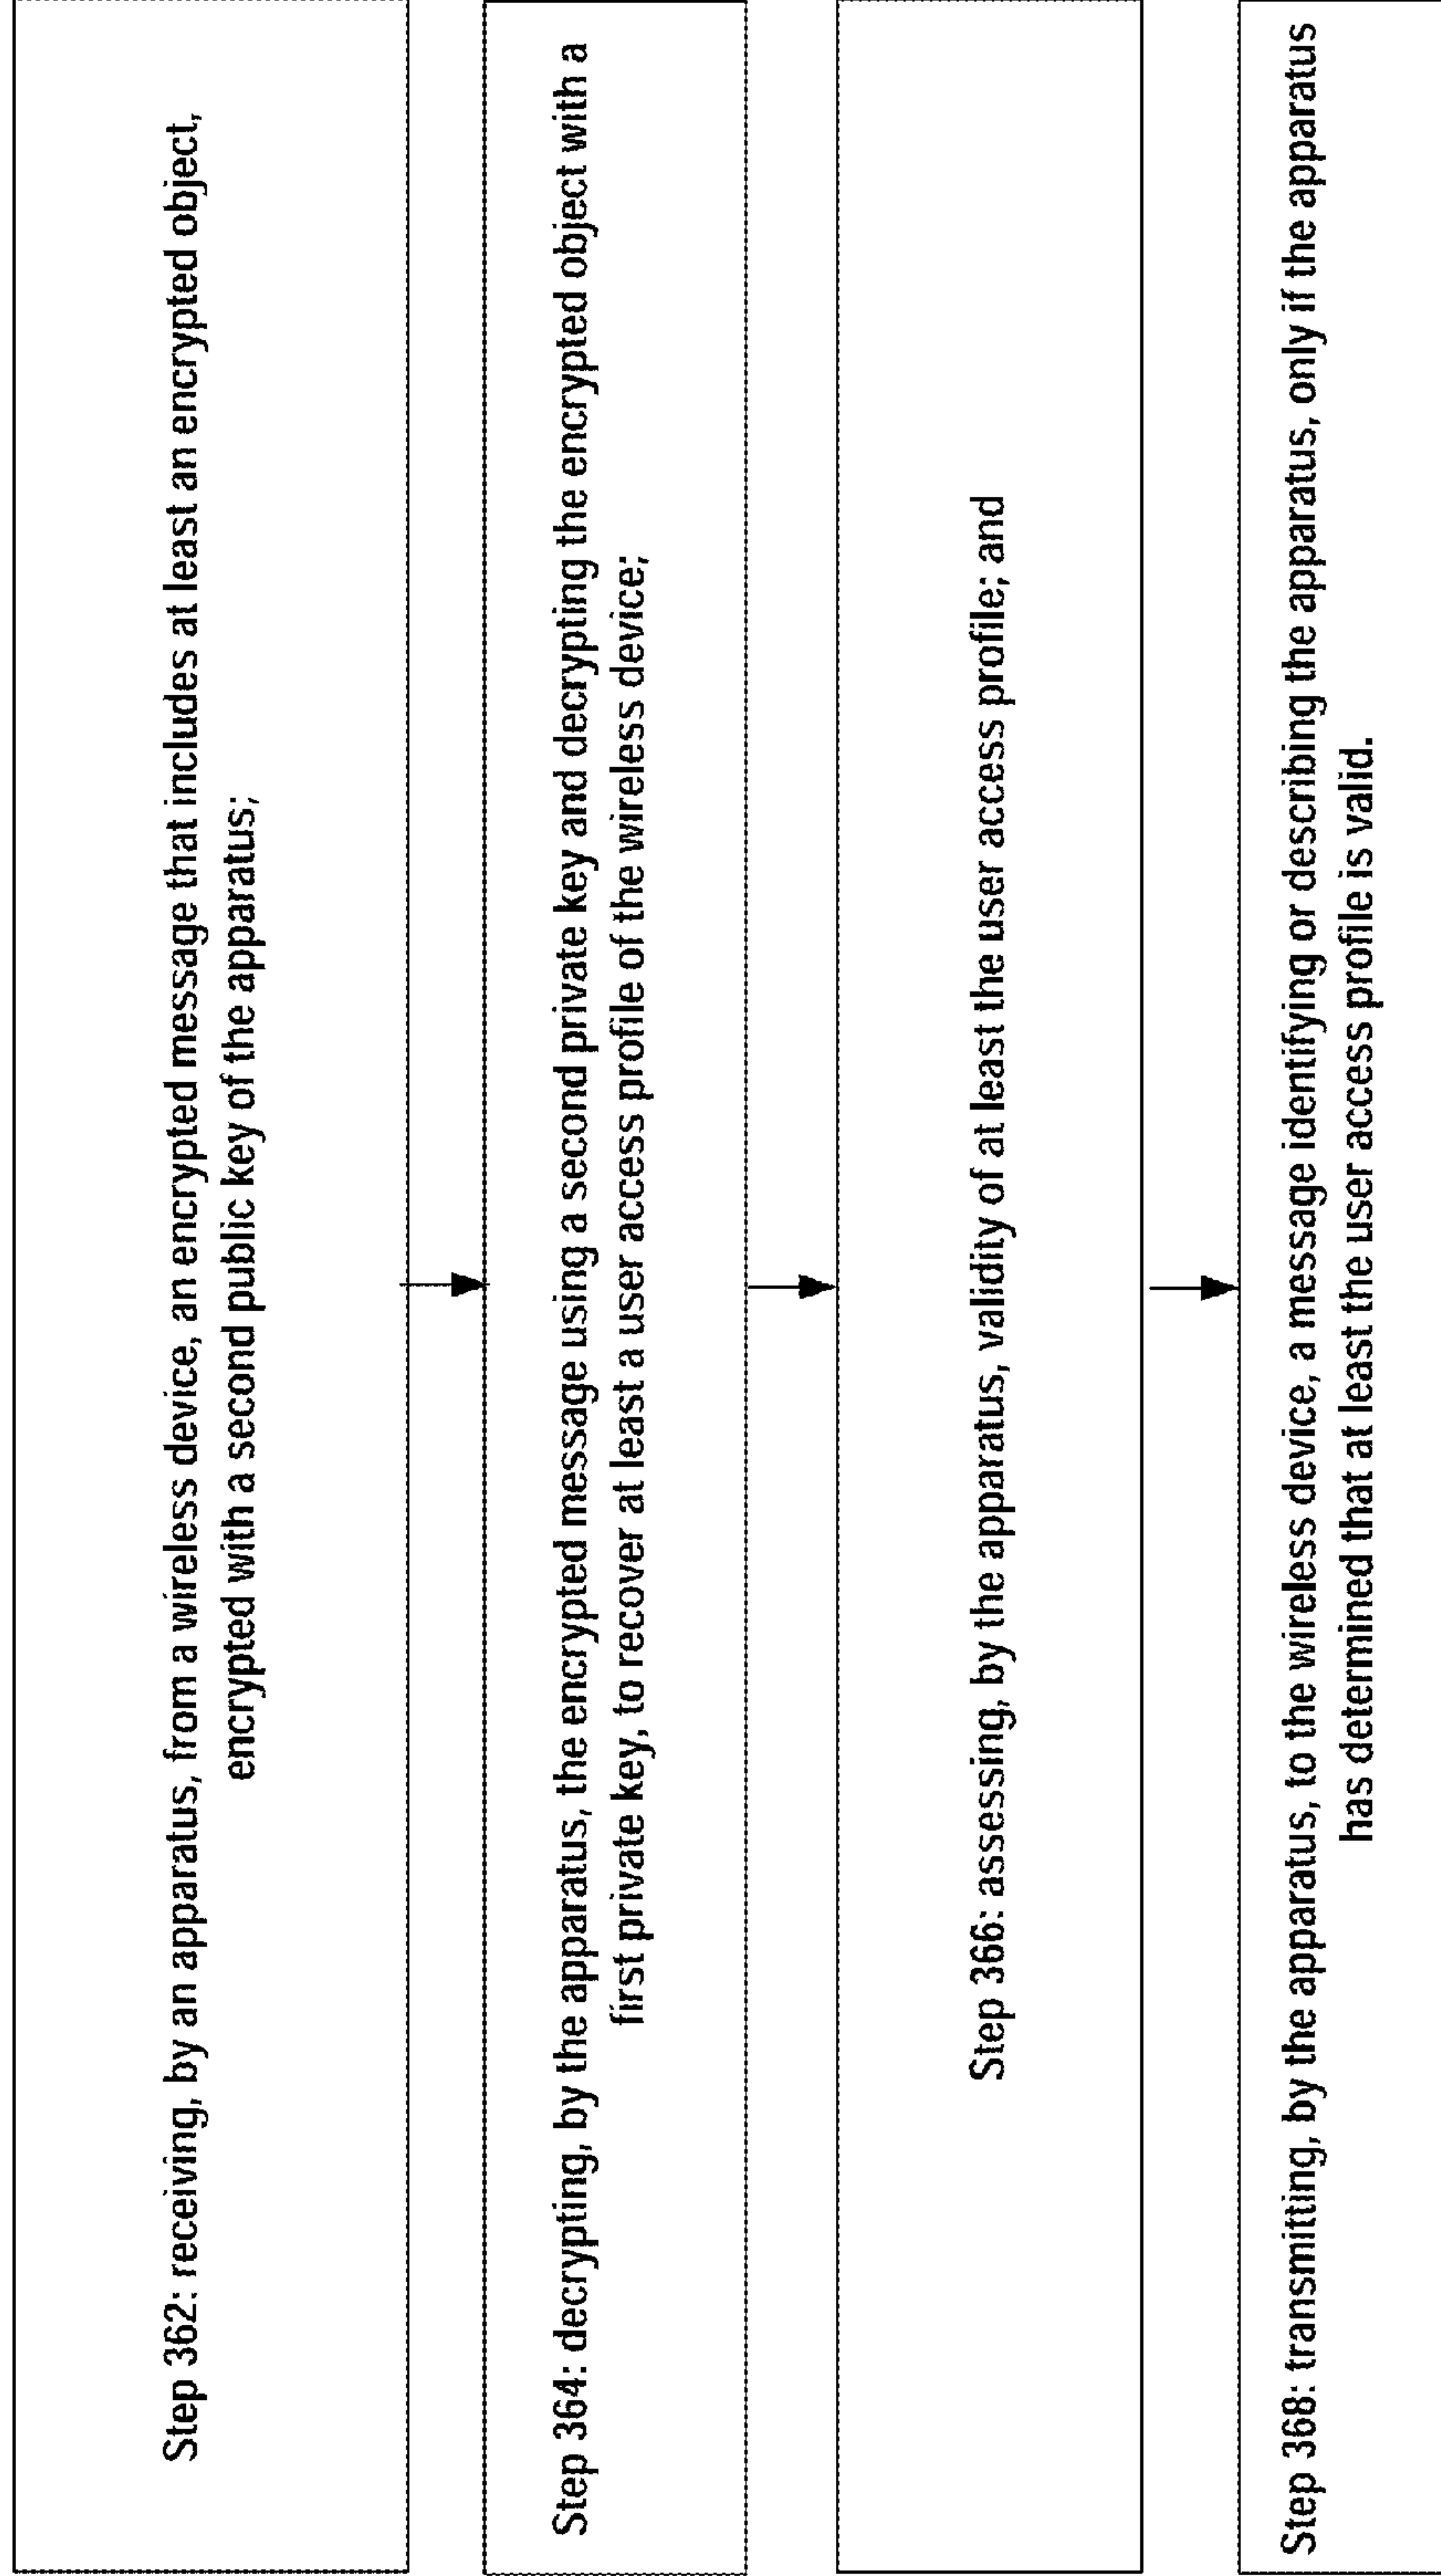 Step 362: receiving, by an apparatus, from a wireless device, an encrypted message that includes at least an encrypted object,
encrypted with a second public key of the apparatus;
Step 364: decrypting, by the apparatus, the encrypted message using a second private key and decrypting the encrypted object with a
first private key, to recover at least a user access profile of the wireless device;
Step 366: assessing, by the apparatus, validity of at least the user access profile; and
Step 368: transmitting, by the apparatus, to the wireless device, a message identifying or describing the apparatus, only if the apparatus
has determined that at least the user access profile is valid.